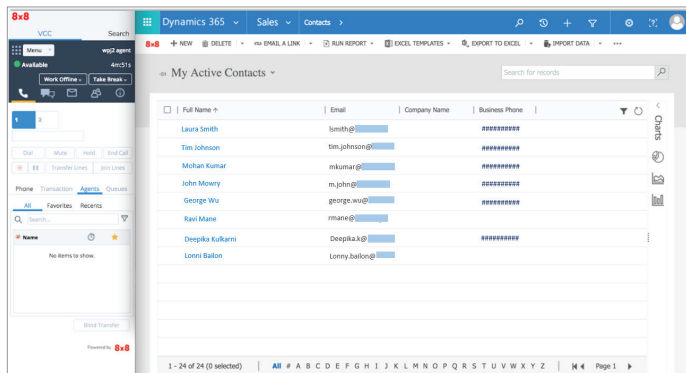 8x8
VCC Search
Menu wpj2 agent
Available 4m:51s
Work Offline Take Break
1 2
Dial Mute Hold End Call
Transfer Lines Join Lines
Phone Transaction Agents Queues
All Favorites Recents
Search...
Name
No items to show.
Blind Transfer
Powered by 8x8
Dynamics 365 Sales Contacts >
8x8 + NEW DELETE EMAIL A LINK RUN REPORT EXCEL TEMPLATES EXPORT TO EXCEL IMPORT DATA ...
My Active Contacts Search for records
Full Name ↑ Email Company Name Business Phone
Laura Smith lsmith@ ##########
Tim Johnson tim.johnson@ ##########
Mohan Kumar mkumar@ ##########
John Mowry m.john@ ##########
George Wu george.wu@ ##########
Ravi Mane rmane@
Deepika Kulkarni Deepika.k@ ##########
Lonni Bailon Lonny.bailon@
Charts
1 - 24 of 24 (0 selected) All # A B C D E F G H I J K L M N O P Q R S T U V W X Y Z Page 1